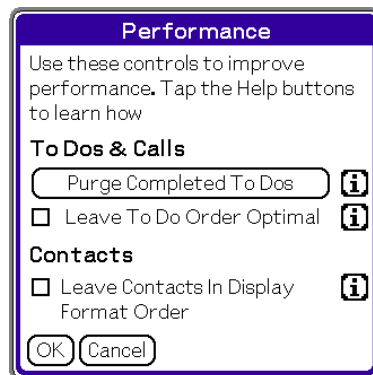 Performance
Use these controls to improve
performance. Tap the Help buttons
to learn how
To Dos & Calls
Purge Completed To Dos
Leave To Do Order Optimal
Contacts
Leave Contacts In Display
Format Order
OK Cancel